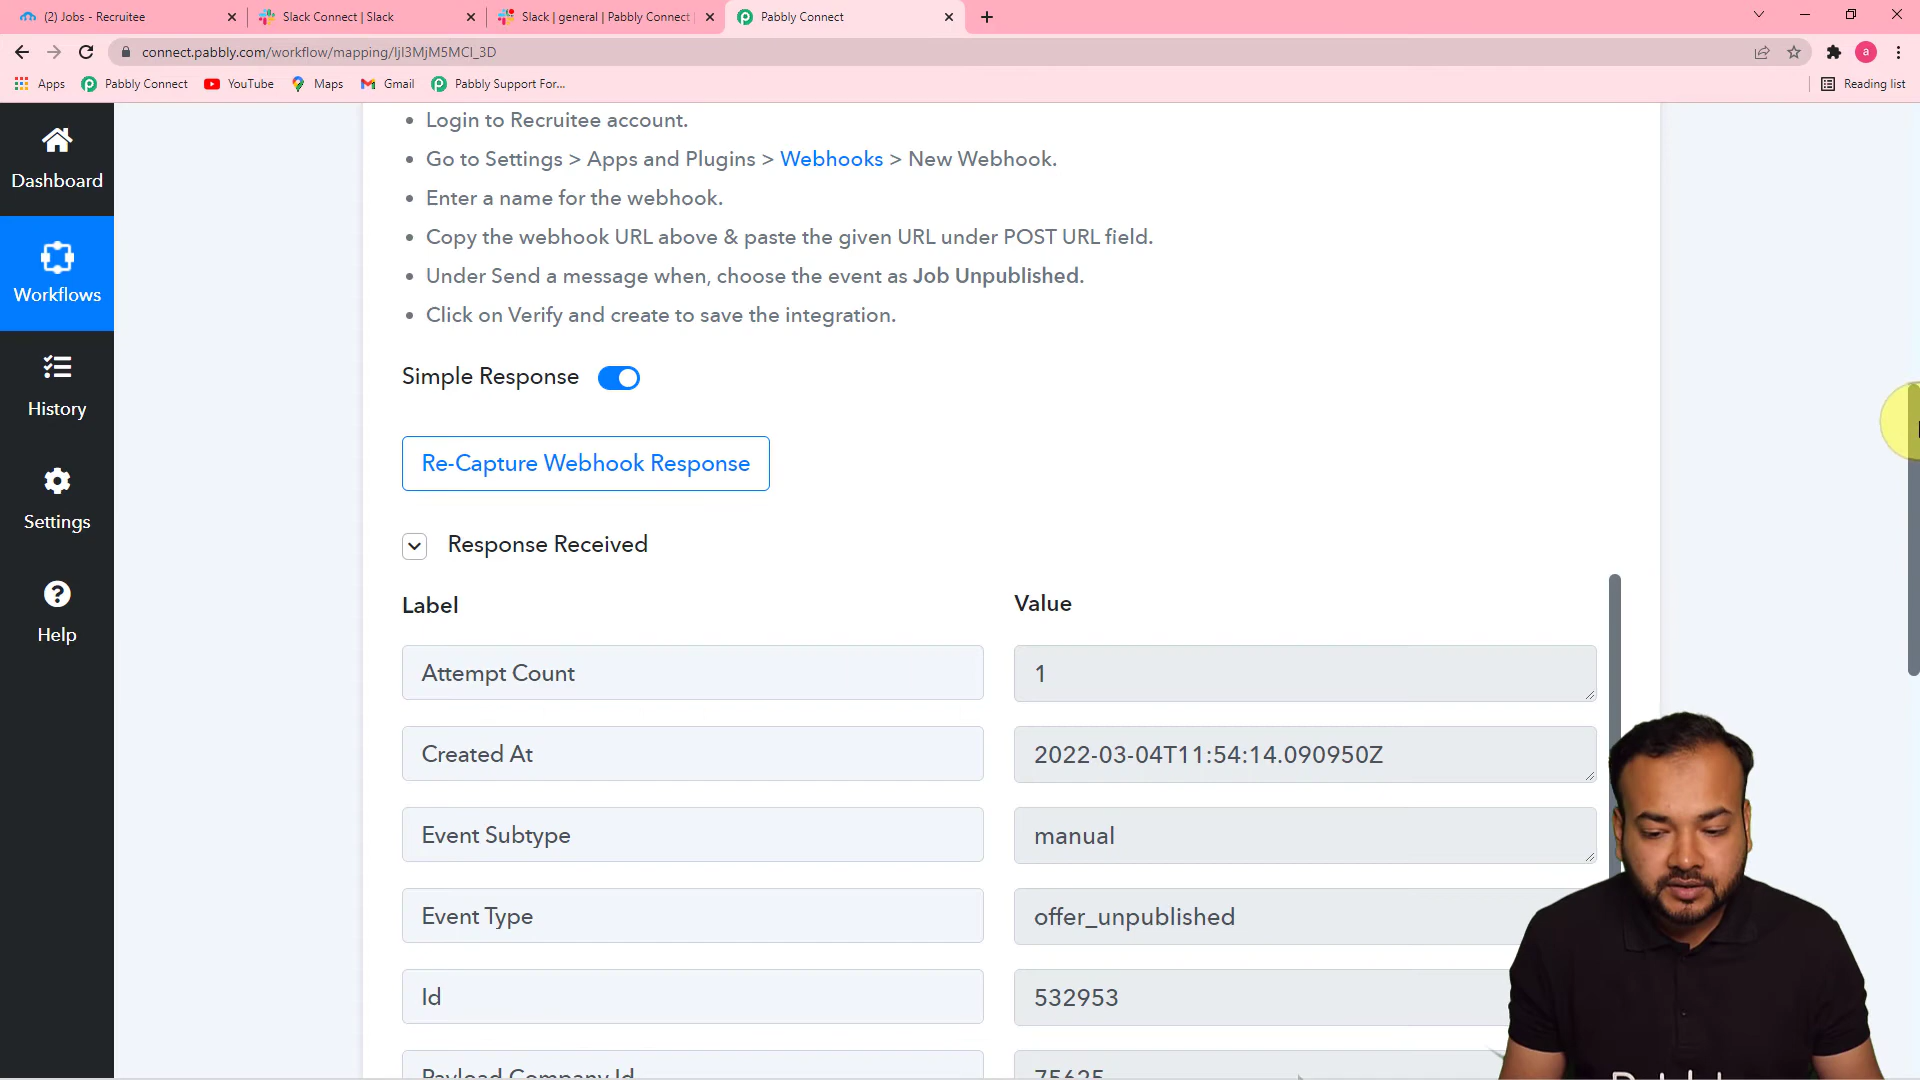 (2) Jobs - Recruitee
Slack Connect | Slack
Slack | general | Pabbly Connect
Pabbly Connect
connect.pabbly.com/workflow/mapping/IjI3MjM5MCI_3D
a
Apps
Pabbly Connect
YouTube
Maps
Gmail
Pabbly Support For...
Reading list
Dashboard
Workflows
History
Settings
Help
Login to Recruitee account.
Go to Settings > Apps and Plugins > Webhooks > New Webhook.
Enter a name for the webhook.
Copy the webhook URL above & paste the given URL under POST URL field.
Under Send a message when, choose the event as Job Unpublished.
Click on Verify and create to save the integration.
Simple Response
Re-Capture Webhook Response
Response Received
Label Value
Attempt Count 1
Created At 2022-03-04T11:54:14.090950Z
Event Subtype manual
Event Type offer_unpublished
Id 532953
Payload Company Id 75625